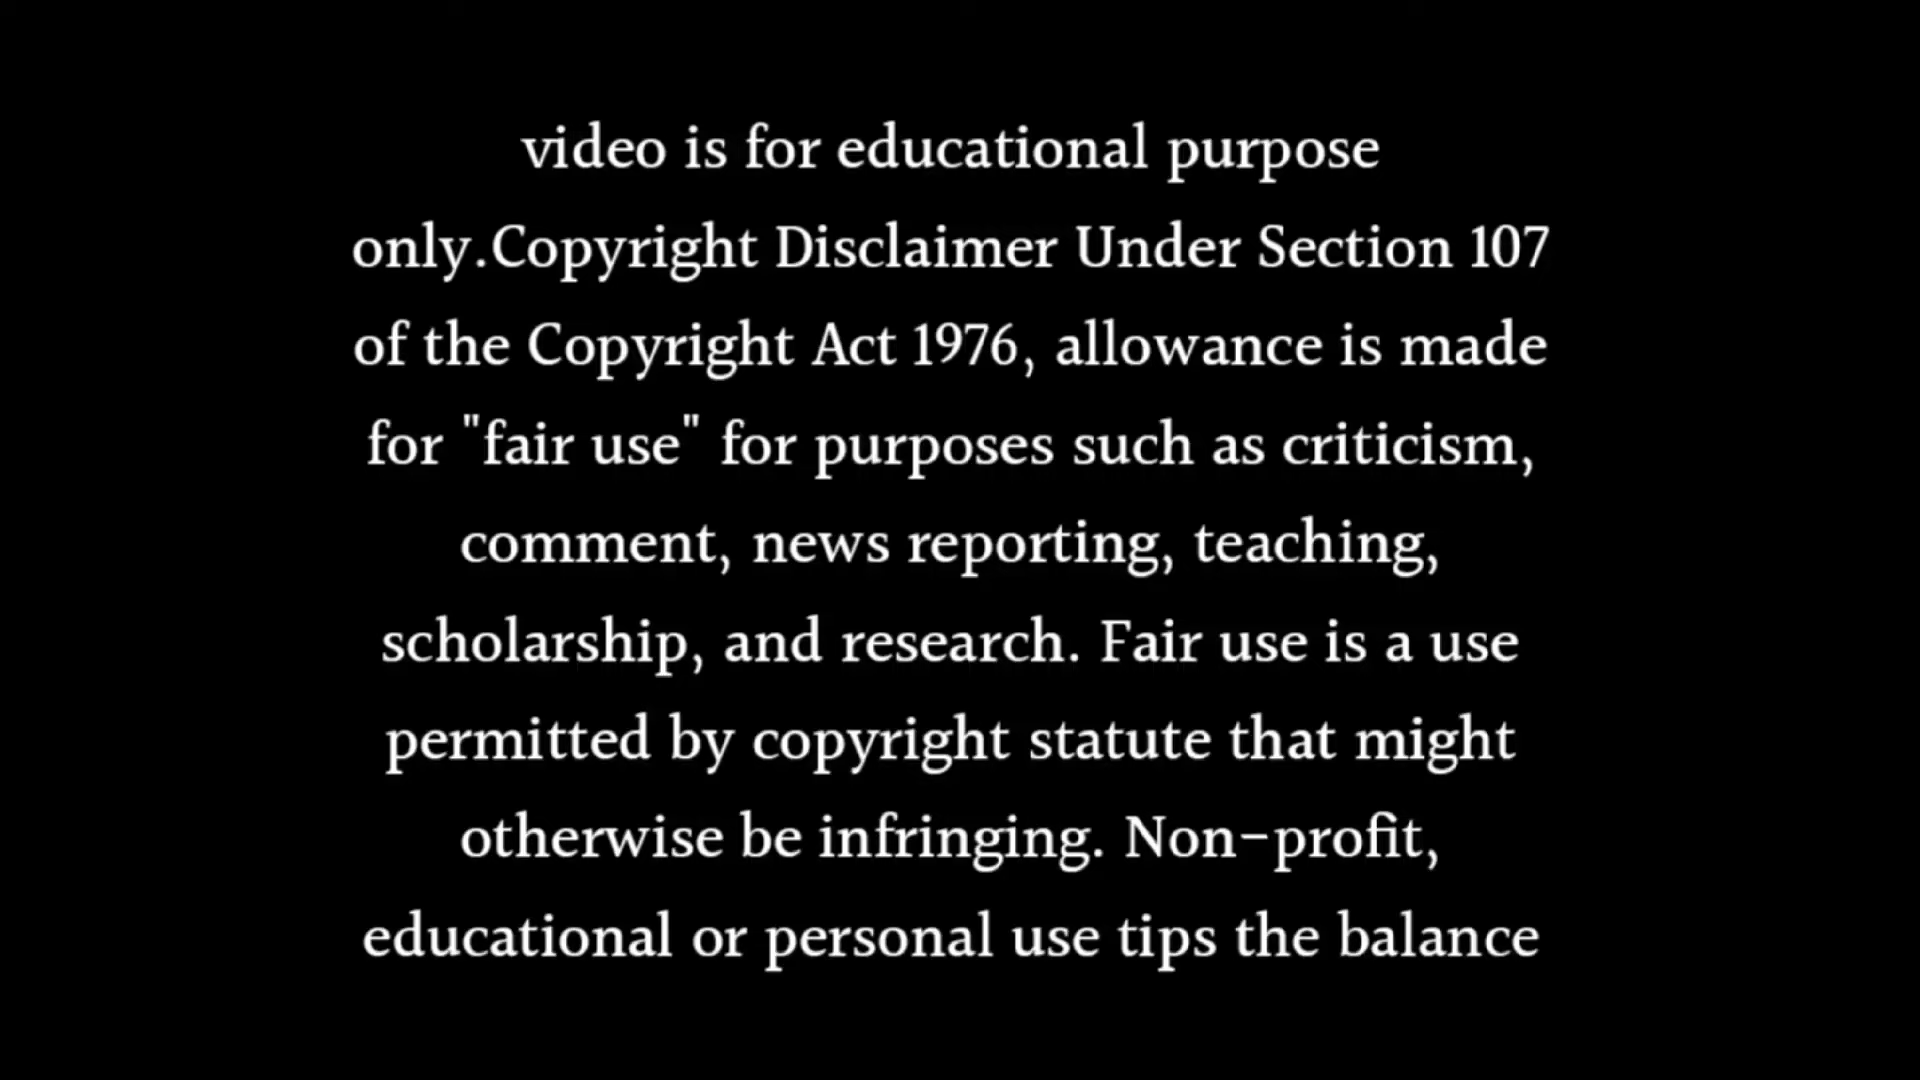 video is for educational purpose
only.Copyright Disclaimer Under Section 107
of the Copyright Act 1976, allowance is made
for "fair use" for purposes such as criticism,
comment, news reporting, teaching,
scholarship, and research. Fair use is a use
permitted by copyright statute that might
otherwise be infringing. Non-profit,
educational or personal use tips the balance